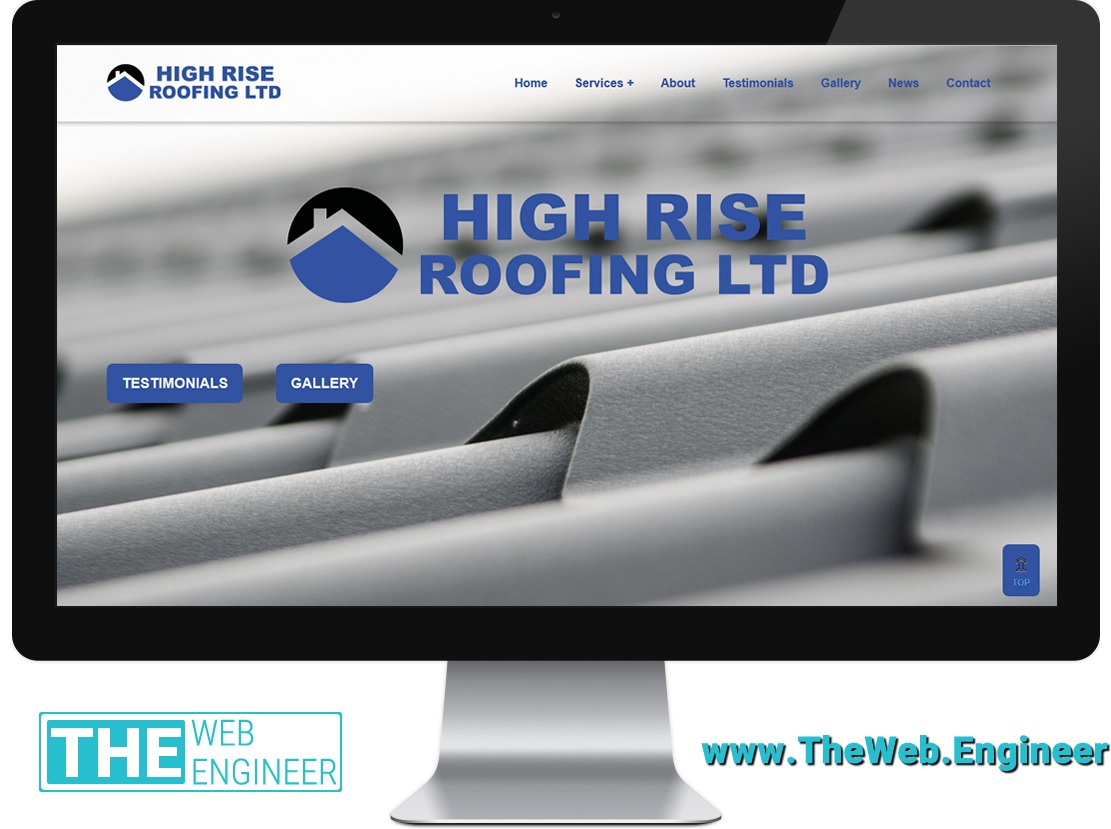 HIGH RISE
ROOFING LTD
Home Services + About Testimonials Gallery News Contact
HIGH RISE
ROOFING LTD
TESTIMONIALS GALLERY
TOP
THE WEB
ENGINEER
www.TheWeb.Engineer